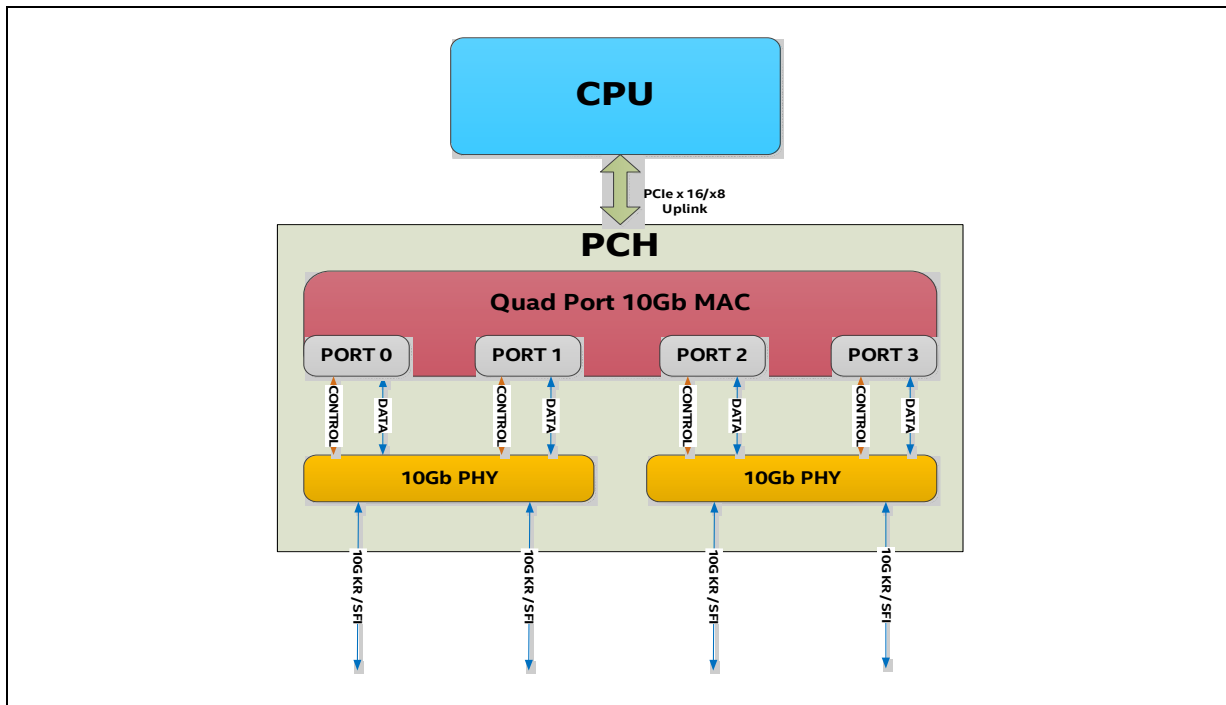 CPU
PCIe x 16/x8
Uplink
PCH
Quad Port 10Gb MAC
PORT 0
PORT 1
PORT 2
PORT 3
CONTROL
DATA
CONTROL
DATA
CONTROL
DATA
CONTROL
DATA
10Gb PHY
10Gb PHY
10G KR /SFI
10G KR /SFI
10G KR /SFI
10G KR /SFI